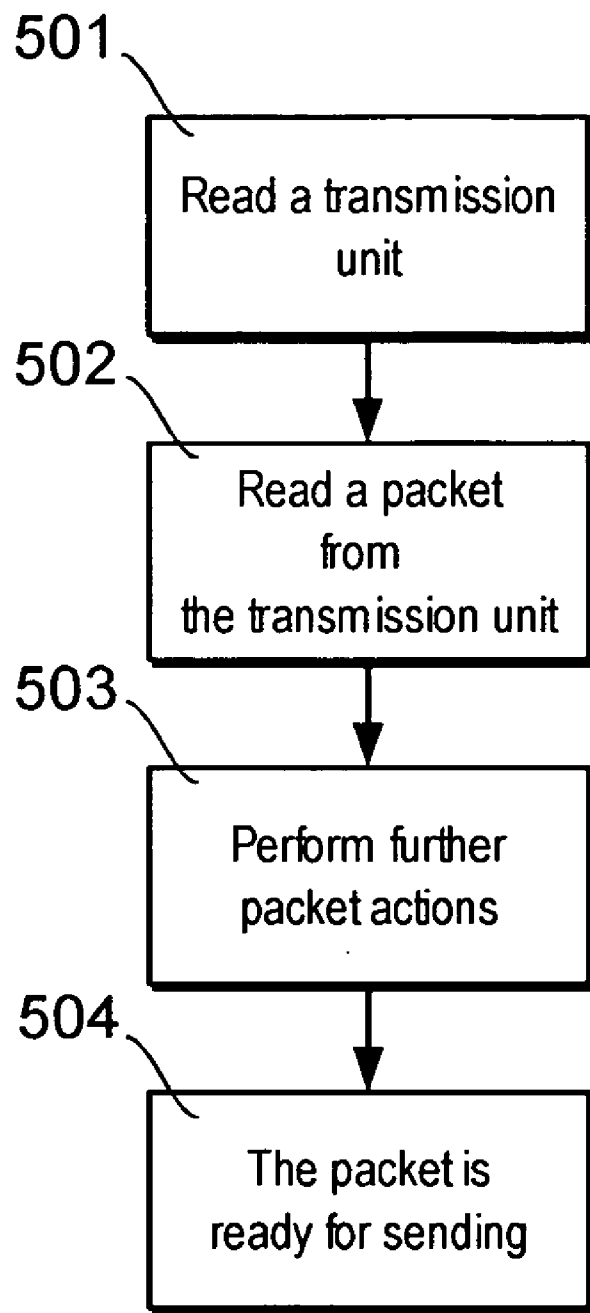 501
Read a transmission
unit
502
Read a packet
from
the transmission unit
503
Perform further
packet actions
504
The packet is
ready for sending